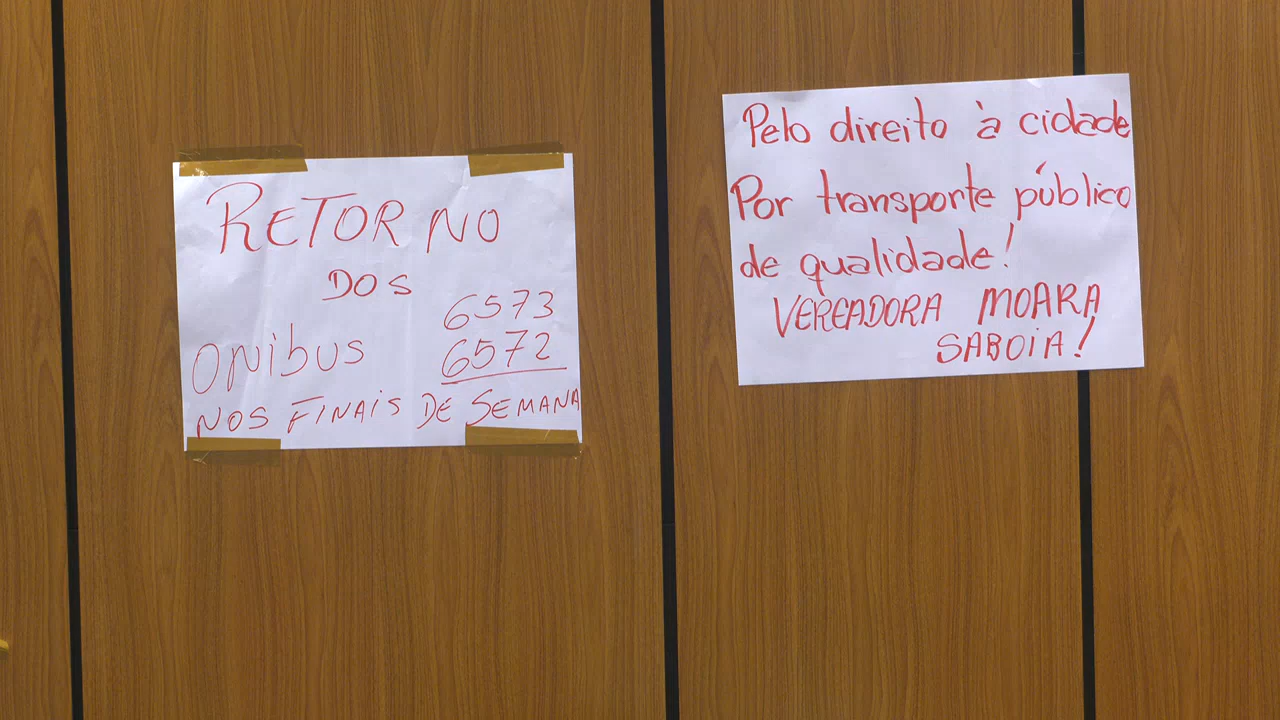 RETORNO
DOS
ONIBUS 6573
6572
NOS FINAIS DE SEMANA
Pelo direito à cidade
Por transporte público
de qualidade!
VEREADORA MOARA
SABOIA!